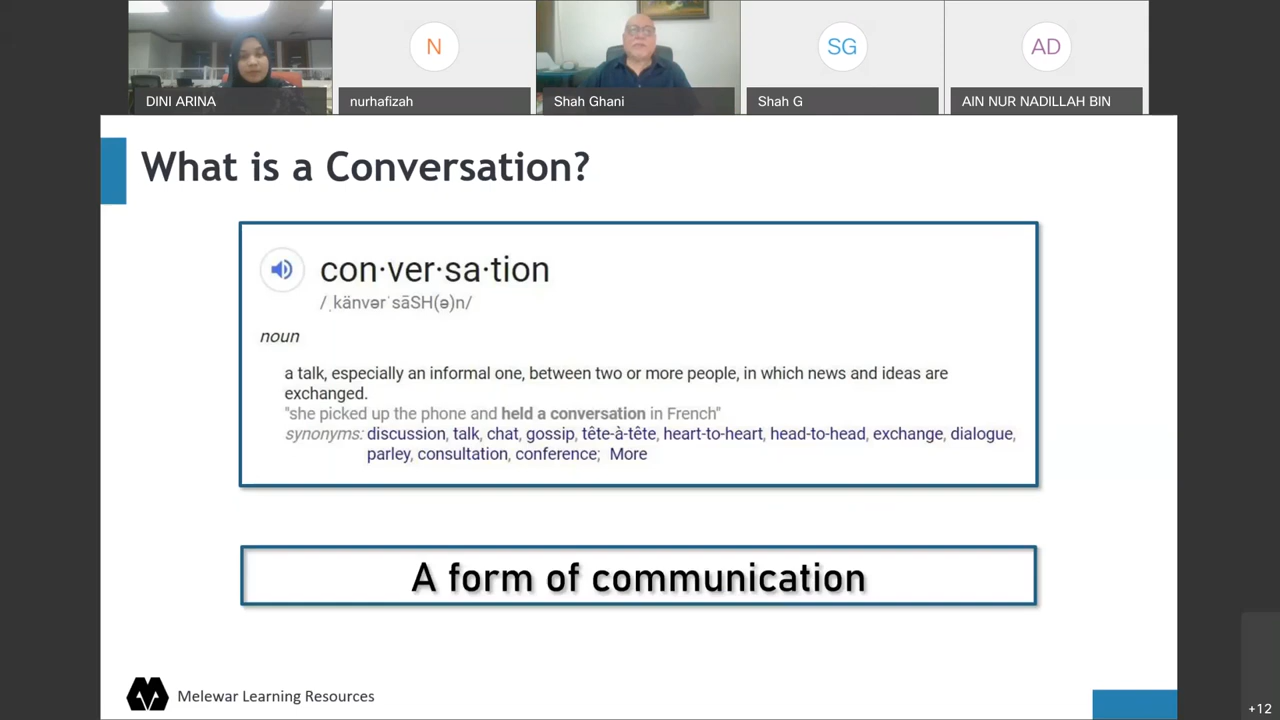 N
SG
AD
DINI ARINA
nurhafizah
Shah Ghani
Shah G
AIN NUR NADILLAH BIN
What is a Conversation?
con·ver·sa·tion
/ˌkänvərˈsāSH(ə)n/
noun
a talk, especially an informal one, between two or more people, in which news and ideas are
exchanged.
"she picked up the phone and held a conversation in French"
synonyms: discussion, talk, chat, gossip, tête-à-tête, heart-to-heart, head-to-head, exchange, dialogue,
parley, consultation, conference; More
A form of communication
Melewar Learning Resources
+12